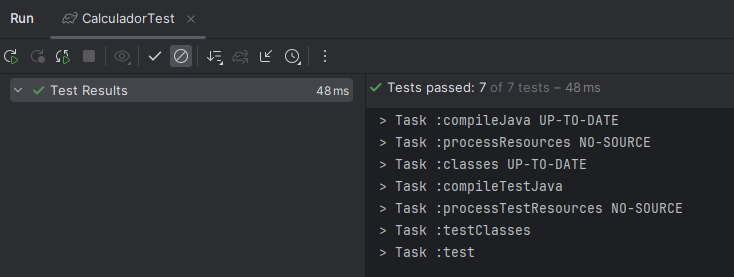 Run CalculadorTest
Test Results 48 ms
Tests passed: 7 of 7 tests – 48 ms
> Task :compileJava UP-TO-DATE
> Task :processResources NO-SOURCE
> Task :classes UP-TO-DATE
> Task :compileTestJava
> Task :processTestResources NO-SOURCE
> Task :testClasses
> Task :test